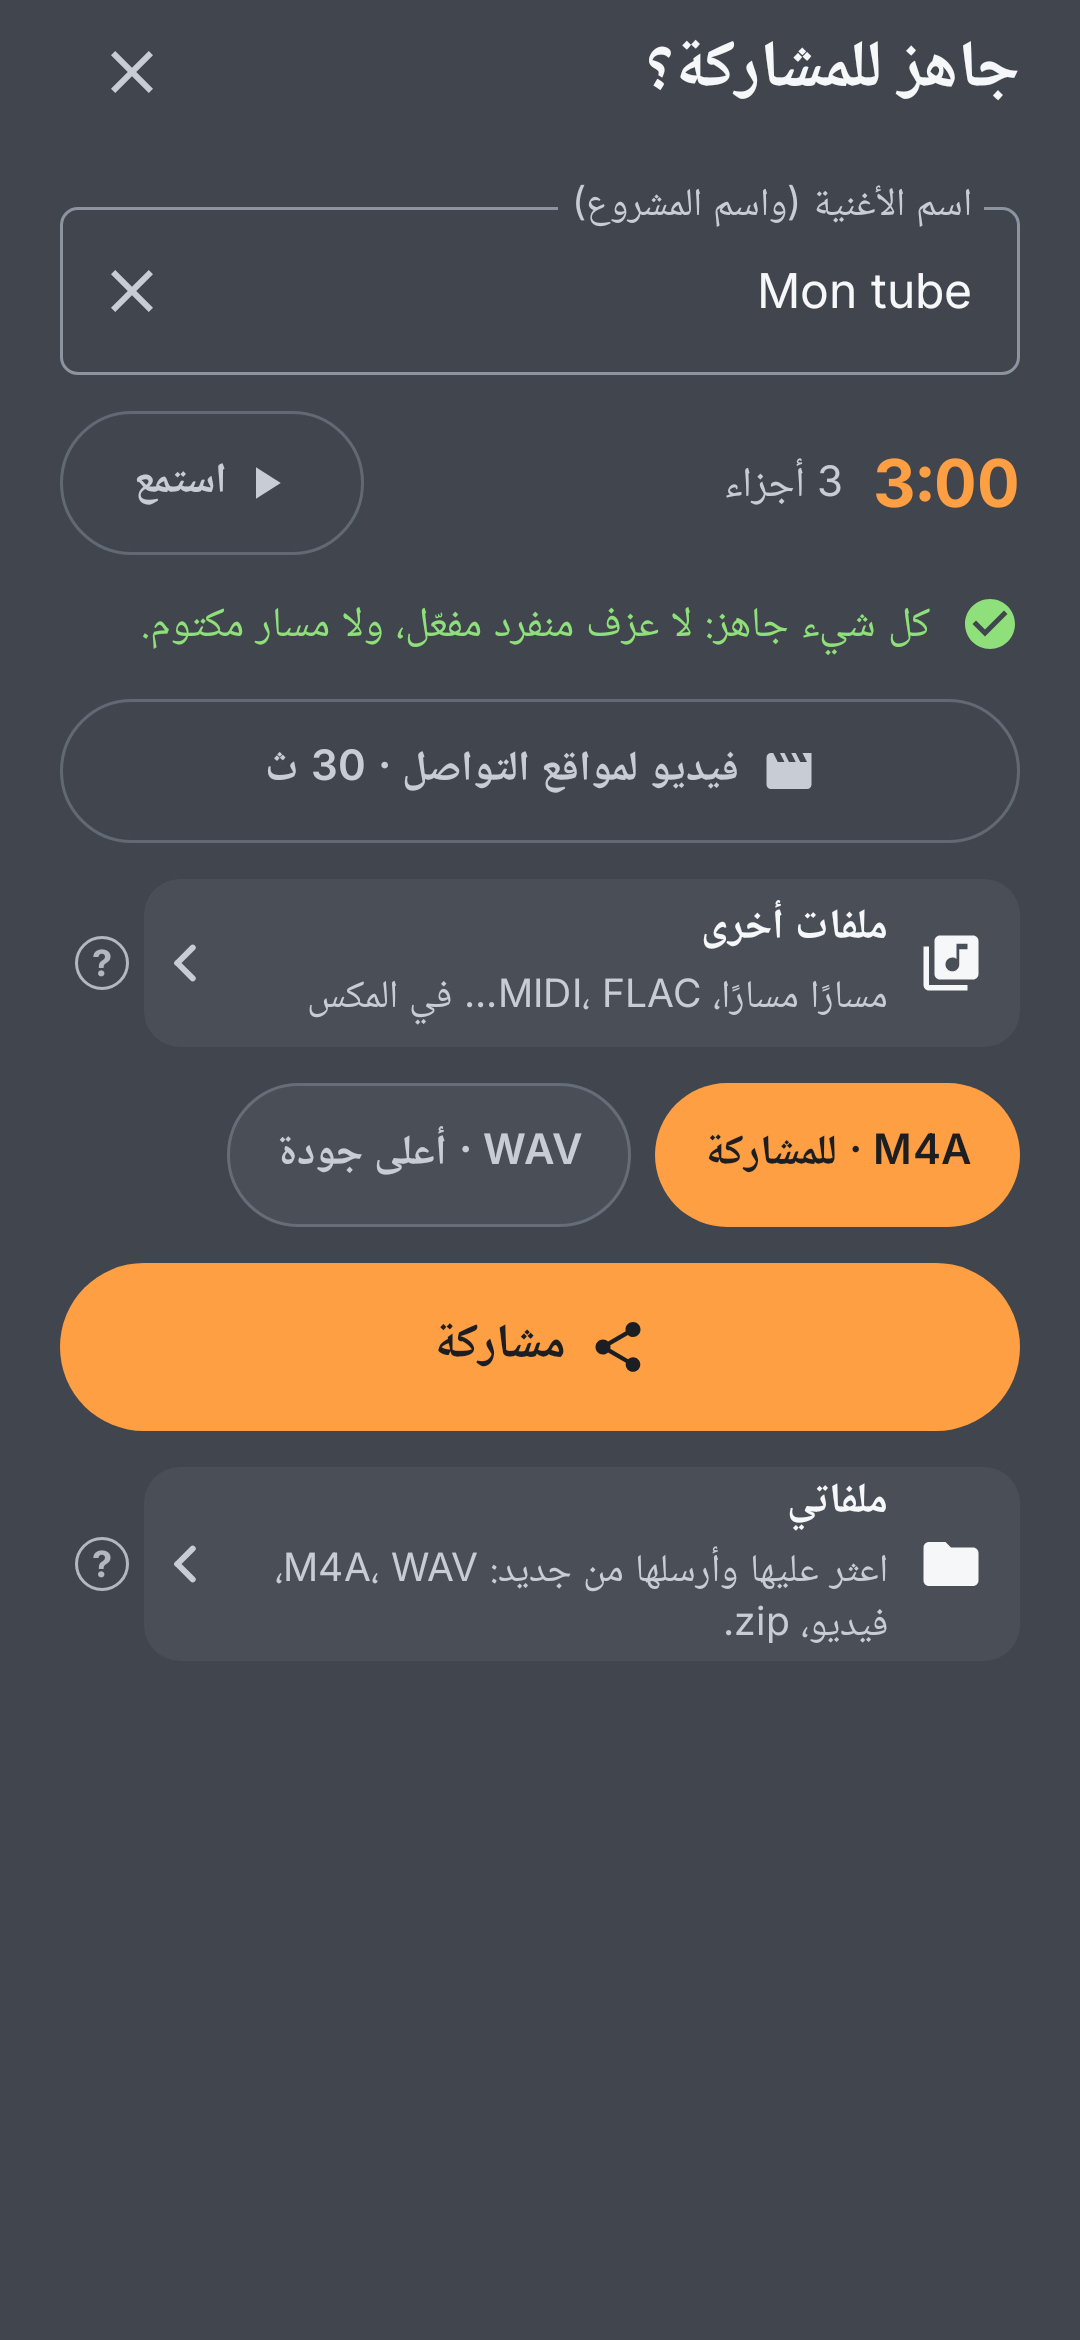 جاهز للمشاركة؟
اسم الأغنية (واسم المشروع)
Mon tube
3:00 3 أجزاء
استمع
كل شيء جاهز: لا عزف منفرد مفعّل، ولا مسار مكتوم.
فيديو لمواقع التواصل · 30 ث
ملفات أخرى
مسارًا مسارًا، MIDI، FLAC... في المكس
?
M4A · للمشاركة
WAV · أعلى جودة
مشاركة
ملفاتي
اعثر عليها وأرسلها من جديد: M4A، WAV،
فيديو، zip.
?